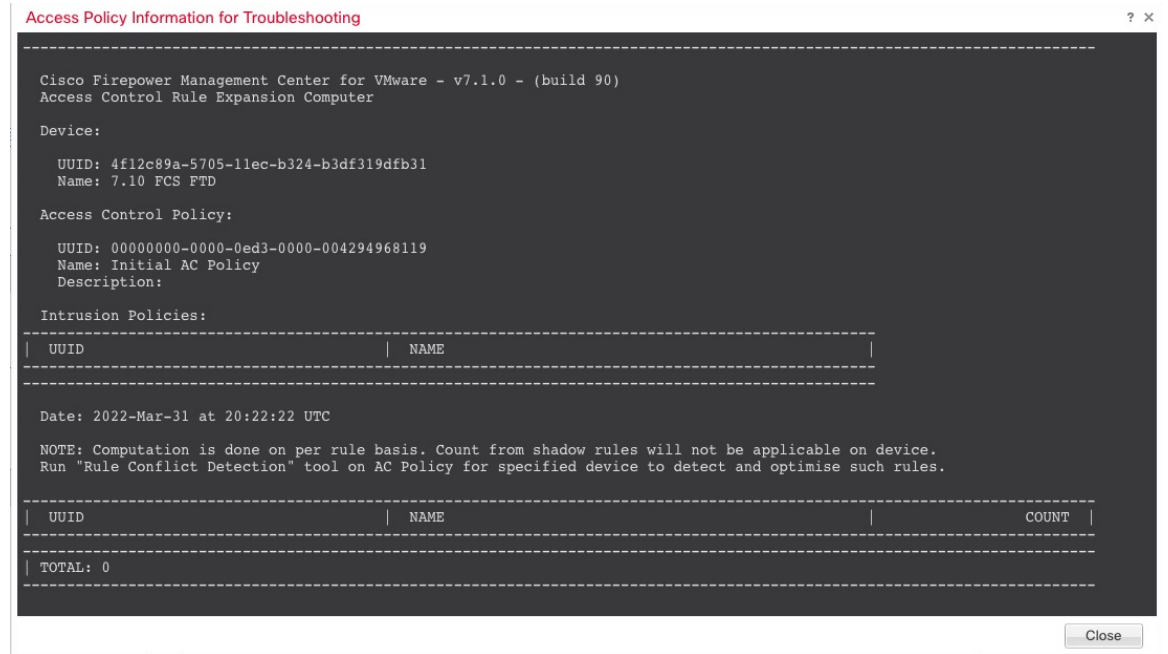 Access Policy Information for Troubleshooting ? ×
Cisco Firepower Management Center for VMware - v7.1.0 - (build 90)
Access Control Rule Expansion Computer
Device:
UUID: 4f12c89a-5705-11ec-b324-b3df319dfb31
Name: 7.10 FCS FTD
Access Control Policy:
UUID: 00000000-0000-0ed3-0000-004294968119
Name: Initial AC Policy
Description:
Intrusion Policies:
| UUID | NAME |
Date: 2022-Mar-31 at 20:22:22 UTC
NOTE: Computation is done on per rule basis. Count from shadow rules will not be applicable on device.
Run "Rule Conflict Detection" tool on AC Policy for specified device to detect and optimise such rules.
| UUID | NAME | COUNT |
| TOTAL: 0
Close